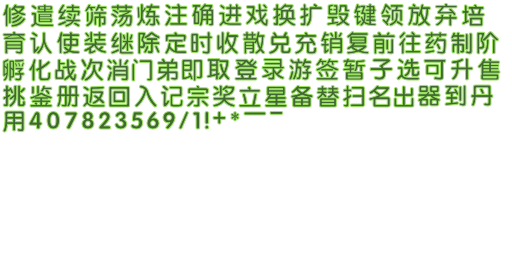 修遣续筛荡炼注确进戏换扩毁键领放弃培
育认使装继除定时收散兑充销复前往药制阶
孵化战次消门弟即取登录游签暂子选可升售
挑鉴册返回入记宗奖立星备替扫名出器到丹
用407823569/1!+*一-